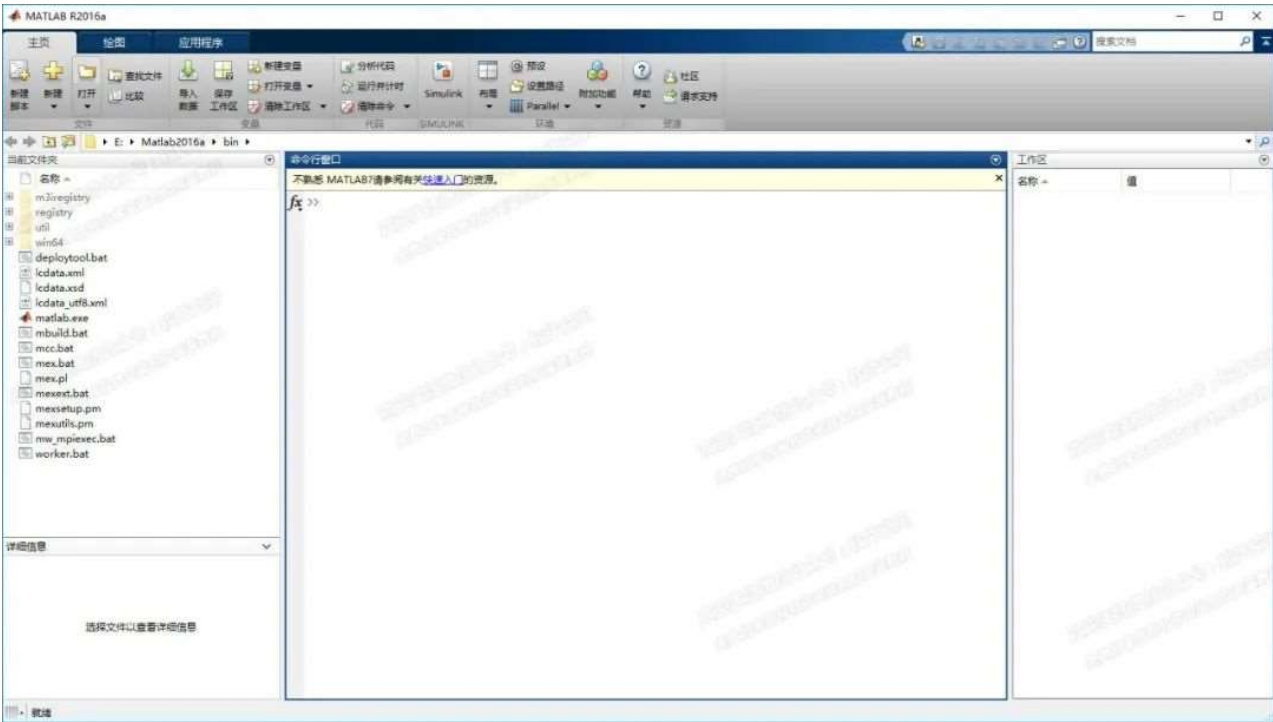 MATLAB R2016a
主页 绘图 应用程序
搜索文档
新建脚本
新建
打开
查找文件
比较
导入数据
保存工作区
新建变量
打开变量
清除工作区
分析代码
运行并计时
清除命令
Simulink
布局
预设
设置路径
Parallel
附加功能
帮助
社区
请求支持
文件 变量 代码 SIMULINK 环境 资源
E: Matlab2016a bin
当前文件夹
名称
m3iregistry
registry
util
win64
deploytool.bat
lcdata.xml
lcdata.xsd
lcdata_utf8.xml
matlab.exe
mbuild.bat
mcc.bat
mex.bat
mex.pl
mexext.bat
mexsetup.pm
mexutils.pm
mw_mpiexec.bat
worker.bat
详细信息
选择文件以查看详细信息
命令行窗口
不熟悉 MATLAB?请参阅有关快速入门的资源。
fx >>
工作区
名称 值
就绪